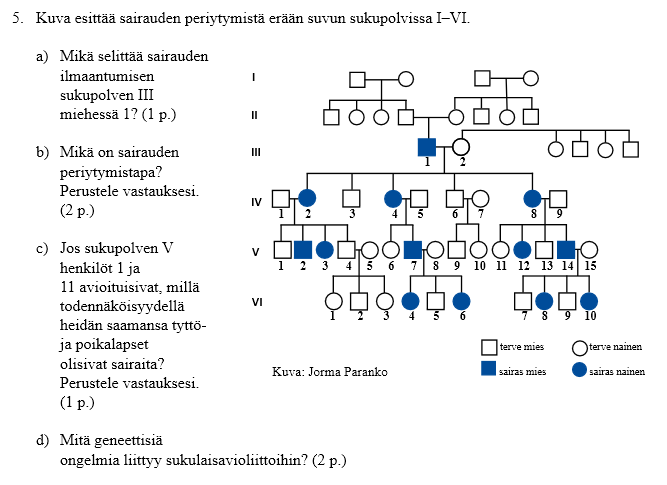 5. Kuva esittää sairauden periytymistä erään suvun sukupolvissa I–VI.
a) Mikä selittää sairauden
ilmaantumisen
sukupolven III
miehessä 1? (1 p.)
b) Mikä on sairauden
periytymistapa?
Perustele vastauksesi.
(2 p.)
c) Jos sukupolven V
henkilöt 1 ja
11 avioituisivat, millä
todennäköisyydellä
heidän saamansa tyttö-
ja poikalapset
olisivat sairaita?
Perustele vastauksesi.
(1 p.)
d) Mitä geneettisiä
ongelmia liittyy sukulaisavioliittoihin? (2 p.)
I
II
III
1 2
IV
1 2 3 4 5 6 7 8 9
V
1 2 3 4 5 6 7 8 9 10 11 12 13 14 15
VI
1 2 3 4 5 6 7 8 9 10
terve mies terve nainen
sairas mies sairas nainen
Kuva: Jorma Paranko